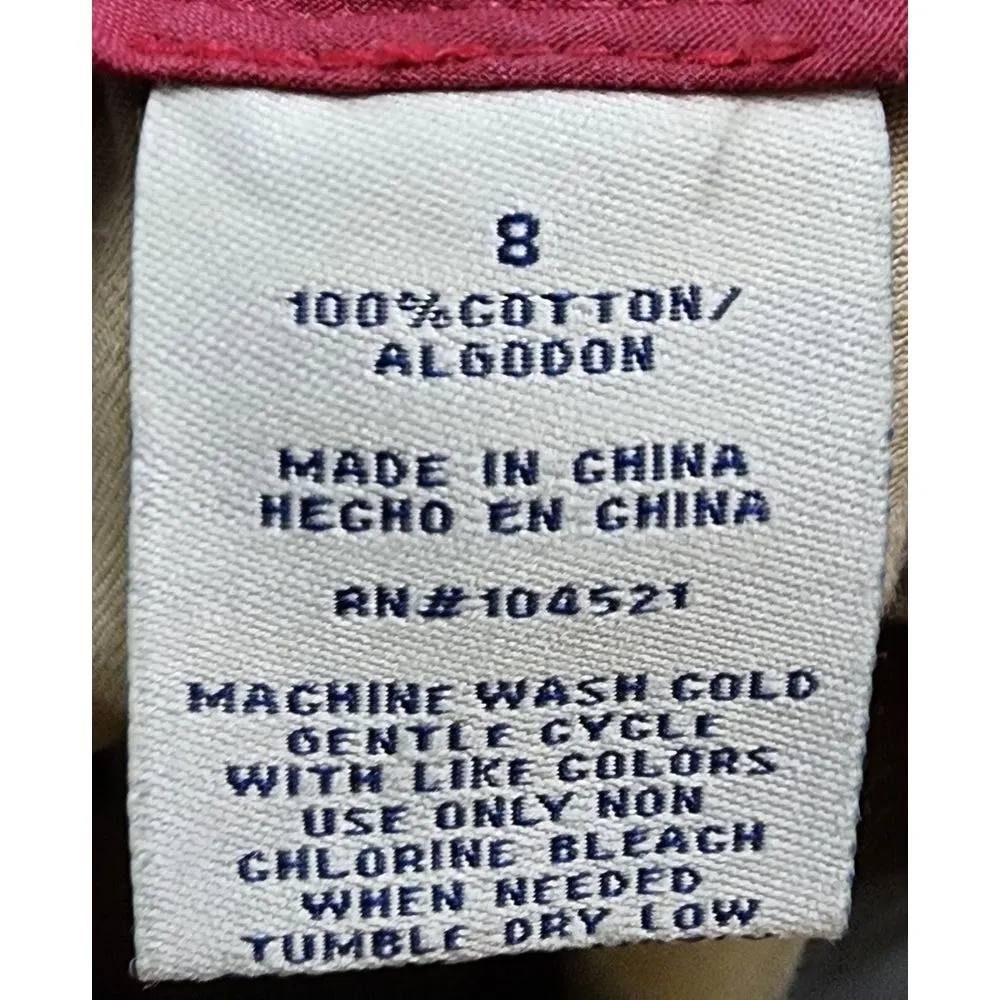 8
100%COTTON/
ALGODON
MADE IN CHINA
HECHO EN CHINA
RN#104521
MACHINE WASH COLD
GENTLE CYCLE
WITH LIKE COLORS
USE ONLY NON
CHLORINE BLEACH
WHEN NEEDED
TUMBLE DRY LOW